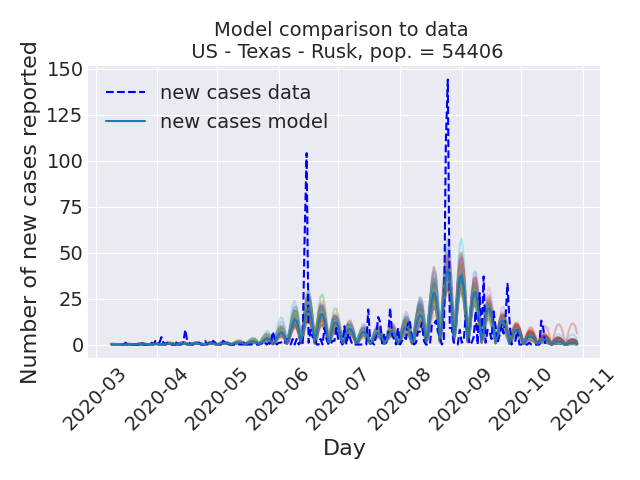 Model comparison to data
US - Texas - Rusk, pop. = 54406
Number of new cases reported
150
125
100
75
50
25
0
new cases data
new cases model
2020-03
2020-04
2020-05
2020-06
2020-07
2020-08
2020-09
2020-10
2020-11
Day